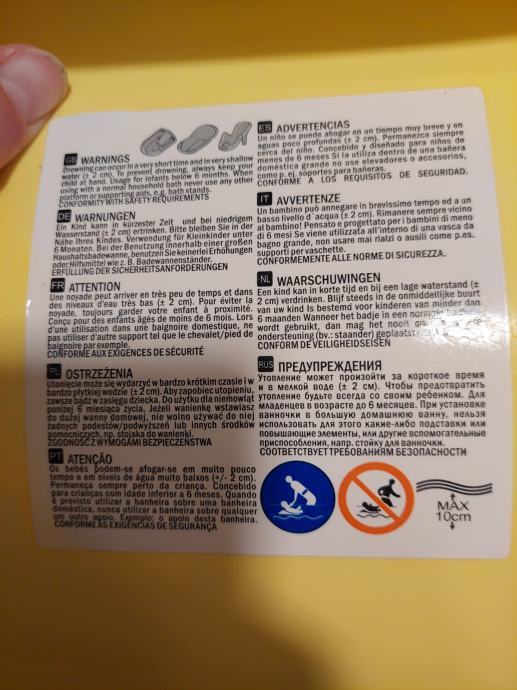 GB WARNINGS
Drowning can occur in a very short time and in very shallow
water (± 2 cm). To prevent drowning, always keep your
child at hand. Usage for infants below 6 months. When
using with a normal household bath never use any other
platform or supporting aids, e.g. bath stands.
CONFORMITY WITH SAFETY REQUIREMENTS
DE WARNUNGEN
Ein Kind kann in kürzester Zeit und bei niedrigem
Wasserstand (± 2 cm) ertrinken. Bitte bleiben Sie in der
Nähe Ihres Kindes. Verwendung für Kleinkinder unter
6 Monaten. Bei der Benutzung innerhalb einer großen
Haushaltsbadewanne, benutzen Sie keinerlei Erhöhungen
oder Hilfsmittel wie z. B. Badewannenständer.
ERFÜLLUNG DER SICHERHEITSANFORDERUNGEN
FR ATTENTION
Une noyade peut arriver en très peu de temps et dans
des niveaux d'eau très bas (± 2 cm). Pour éviter la
noyade, toujours garder votre enfant à proximité.
Conçu pour des enfants âgés de moins de 6 mois. Lors
d'une utilisation dans une baignoire domestique, ne
pas utiliser d'autre support tel que le chevalet/pied de
baignoire par exemple.
CONFORME AUX EXIGENCES DE SÉCURITÉ
PL OSTRZEŻENIA
Utonięcie może się wydarzyć w bardzo krótkim czasie i w
bardzo płytkiej wodzie (± 2 cm). Aby zapobiec utopieniu,
zawsze bądź w zasięgu dziecka. Do użytku dla niemowląt
poniżej 6 miesiąca życia. Jeżeli wanienkę wstawiasz
do dużej wanny domowej, nie wolno używać do niej
żadnych podestów/podwyższeń lub innych środków
pomocniczych, np. stojaka do wanienki.
ZGODNOŚĆ Z WYMOGAMI BEZPIECZEŃSTWA
PT ATENÇÃO
Os bebés podem-se afogar-se em muito pouco
tempo e em níveis de água muito baixos (+/- 2 cm).
Permaneça sempre perto da criança. Concebido
para crianças com idade inferior a 6 meses. Quando
é previsto utilizar a banheira sobre uma banheira
doméstica, nunca utilizar a banheira sobre qualquer
um outro apoio. Exemplo: o apoio desta banheira.
CONFORME ÀS EXIGÊNCIAS DE SEGURANÇA
ES ADVERTENCIAS
Un niño se puede ahogar en un tiempo muy breve y en
aguas poco profundas (± 2 cm). Permanezca siempre
cerca del niño. Concebido y diseñado para niños de
menos de 6 mesis Si la utiliza dentro de una bañera
doméstica grande no use elevadores o accesorios,
como p. ej. soportes para bañeras.
CONFORME A LOS REQUISITOS DE SEGURIDAD.
IT AVVERTENZE
Un bambino può annegare in brevissimo tempo ed a un
basso livello d`acqua (± 2 cm). Rimanere sempre vicino
al bambino! Pensato e progettato per i bambini di meno
di 6 mesi Se viene utilizzata all'interno di una vasca da
bagno grande, non usare mai rialzi o ausili come p.es.
supporti per vaschette.
CONFORMEMENTE ALLE NORME DI SICUREZZA.
NL WAARSCHUWINGEN
Een kind kan in korte tijd en bij een lage waterstand (±
2 cm) verdrinken. Blijf steeds in de onmiddellijke buurt
van uw kind Is bestemd voor kinderen van minder dan
6 maanden Wanneer het badje in een normale
wordt gebruikt, dan mag het nooit
ondersteuning (bv.: staander) geplaatst
CONFORM DE VEILIGHEIDSEISEN
RUS ПРЕДУПРЕЖДЕНИЯ
Утопление может произойти за короткое время
и в мелкой воде (± 2 cm). Чтобы предотвратить
утопление будьте всегда со своим ребенком. Для
младенцев в возрасте до 6 месяцев. При установке
ванночки в большую домашнюю ванну, нельзя
использовать для этого какие-либо подставки или
повышающие элементы, или другие вспомогательные
приспособления, напр. стойку для ванночки.
СООТВЕТСТВУЕТ ТРЕБОВАНИЯМ БЕЗОПАСНОСТИ
MAX
10cm